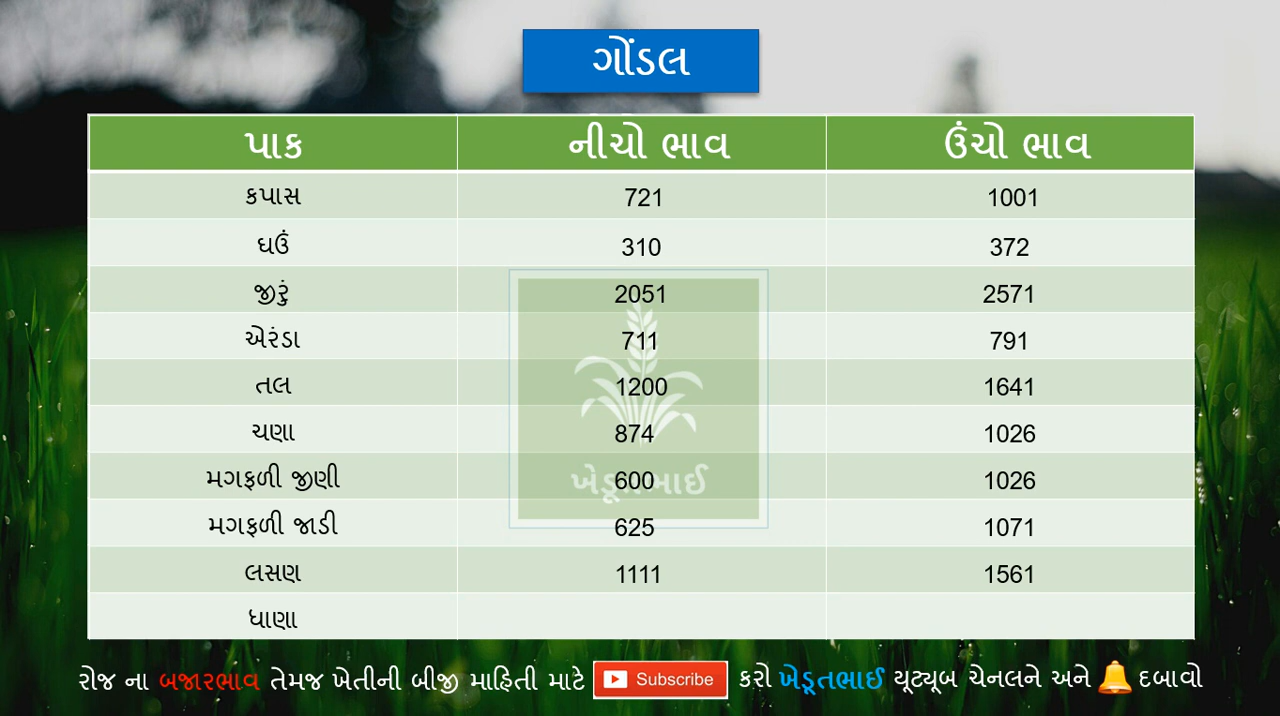 ગોંડલ
પાક નીચો ભાવ ઉંચો ભાવ
કપાસ 721 1001
ઘઉં 310 372
જીરું 2051 2571
એરંડા 711 791
તલ 1200 1641
ચણા 874 1026
મગફળી જીણી 600 1026
ખેડૂતભાઈ
મગફળી જાડી 625 1071
લસણ 1111 1561
ધાણા
રોજ ના બજારભાવ તેમજ ખેતીની બીજી માહિતી માટે Subscribe કરો ખેડૂતભાઈ યૂટ્યૂબ ચેનલને અને દબાવો